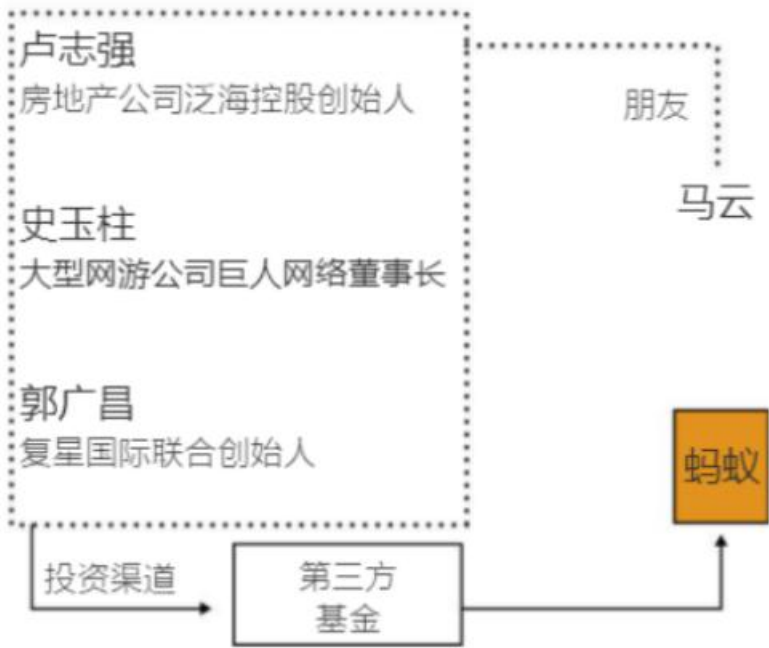 卢志强
房地产公司泛海控股创始人
朋友
马云
史玉柱
大型网游公司巨人网络董事长
郭广昌
复星国际联合创始人
蚂蚁
投资渠道
第三方
基金